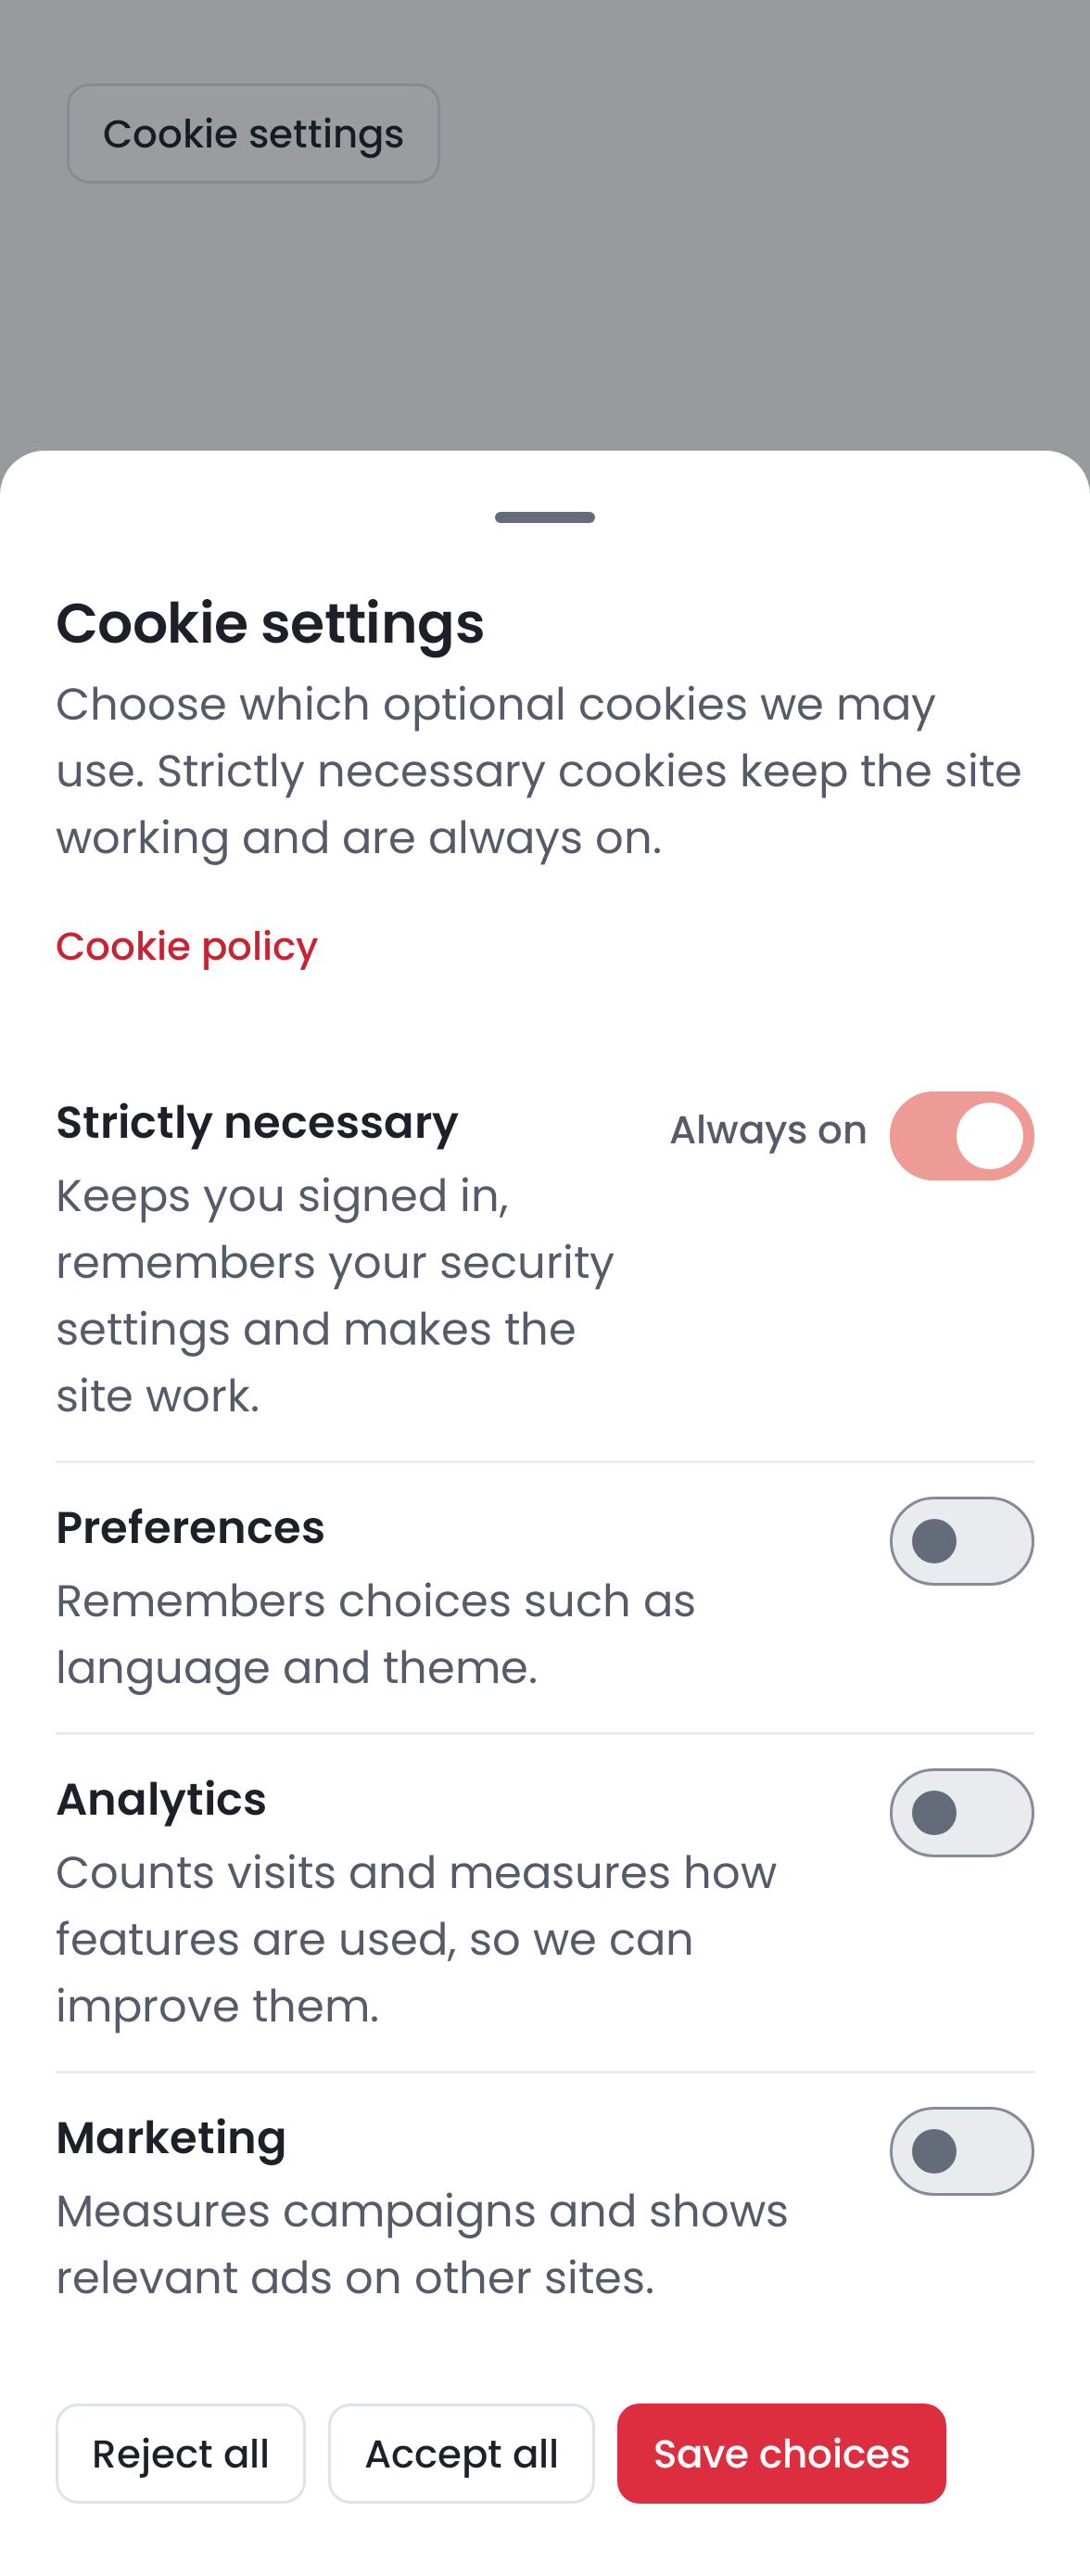 Cookie settings
Cookie settings
Choose which optional cookies we may
use. Strictly necessary cookies keep the site
working and are always on.
Cookie policy
Strictly necessary
Always on
Keeps you signed in,
remembers your security
settings and makes the
site work.
Preferences
Remembers choices such as
language and theme.
Analytics
Counts visits and measures how
features are used, so we can
improve them.
Marketing
Measures campaigns and shows
relevant ads on other sites.
Reject all
Accept all
Save choices